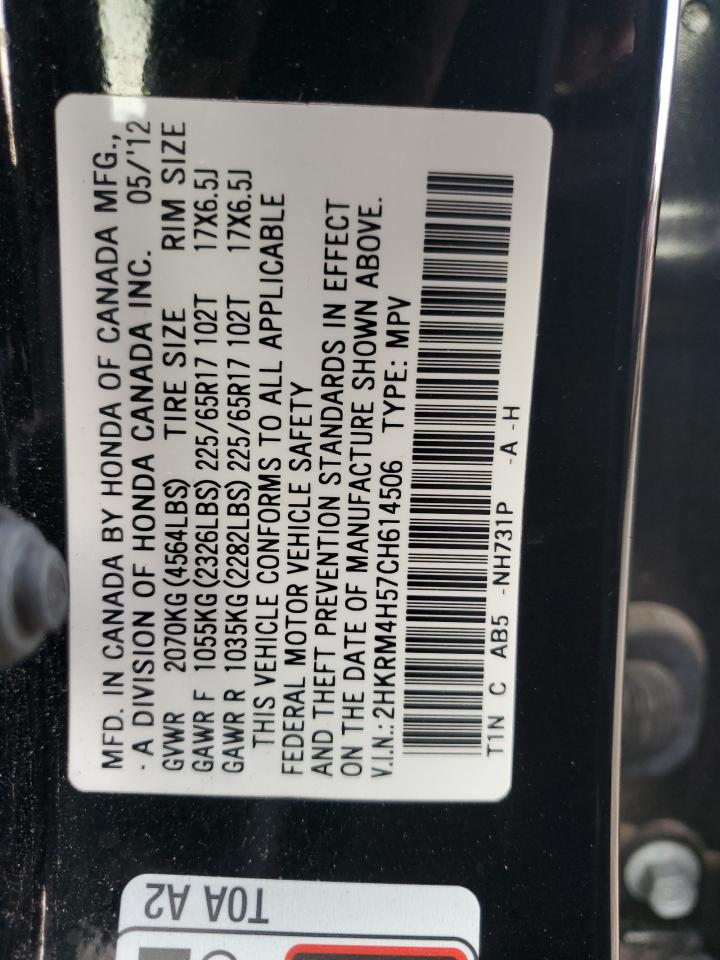 MFD. IN CANADA BY HONDA OF CANADA MFG.,
· A DIVISION OF HONDA CANADA INC. 05/'12
GVWR 2070KG(4564LBS) TIRE SIZE RIM SIZE
GAWR F 1055KG(2326LBS) 225/65R17 102T 17X6.5J
GAWR R 1035KG(2282LBS) 225/65R17 102T 17X6.5J
THIS VEHICLE CONFORMS TO ALL APPLICABLE
FEDERAL MOTOR VEHICLE SAFETY
AND THEFT PREVENTION STANDARDS IN EFFECT
ON THE DATE OF MANUFACTURE SHOWN ABOVE.
V.I.N.: 2HKRM4H57CH614506 TYPE: MPV
T1N C AB5 -NH731P -A -H
T0A A2